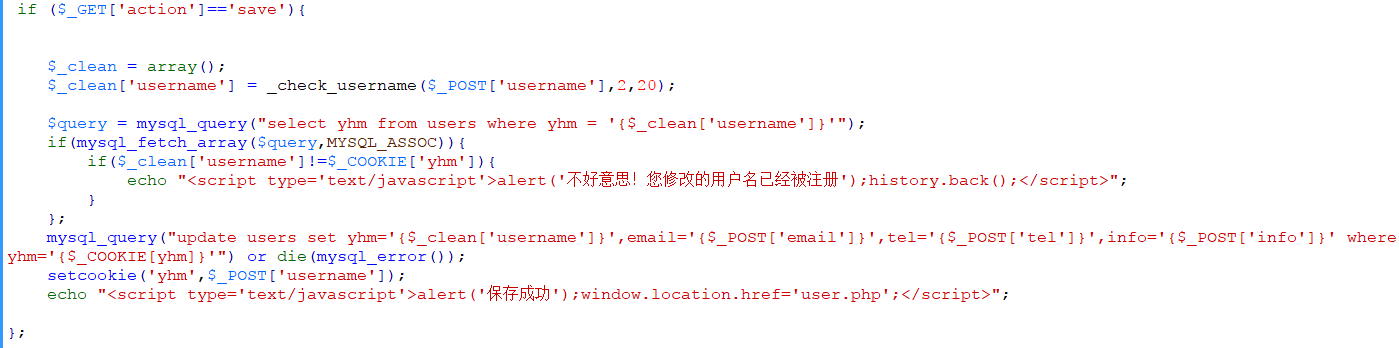 if ($_GET['action']=='save'){
$_clean = array();
$_clean['username'] = _check_username($_POST['username'],2,20);
$query = mysql_query("select yhm from users where yhm = '{$_clean['username']}'");
if(mysql_fetch_array($query,MYSQL_ASSOC)){
if($_clean['username']!=$_COOKIE['yhm']){
echo "<script type='text/javascript'>alert('不好意思！您修改的用户名已经被注册');history.back();</script>";
}
};
mysql_query("update users set yhm='{$_clean['username']}',email='{$_POST['email']}',tel='{$_POST['tel']}',info='{$_POST['info']}' where
yhm='{$_COOKIE[yhm]}'") or die(mysql_error());
setcookie('yhm',$_POST['username']);
echo "<script type='text/javascript'>alert('保存成功');window.location.href='user.php';</script>";
};